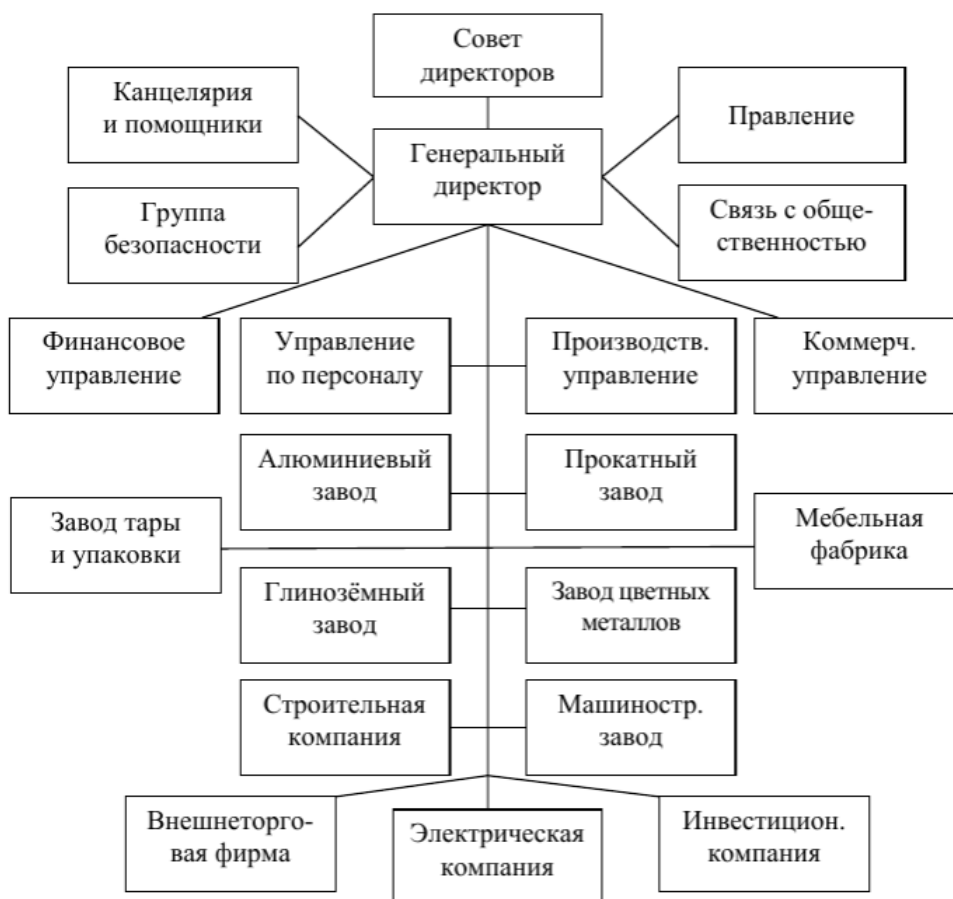 Совет
директоров
Канцелярия
и помощники
Правление
Генеральный
директор
Группа
безопасности
Связь с обще-
ственностью
Финансовое
управление
Управление
по персоналу
Производств.
управление
Коммерч.
управление
Алюминиевый
завод
Прокатный
завод
Завод тары
и упаковки
Мебельная
фабрика
Глинозёмный
завод
Завод цветных
металлов
Строительная
компания
Машиностр.
завод
Внешнеторго-
вая фирма
Электрическая
компания
Инвестицион.
компания